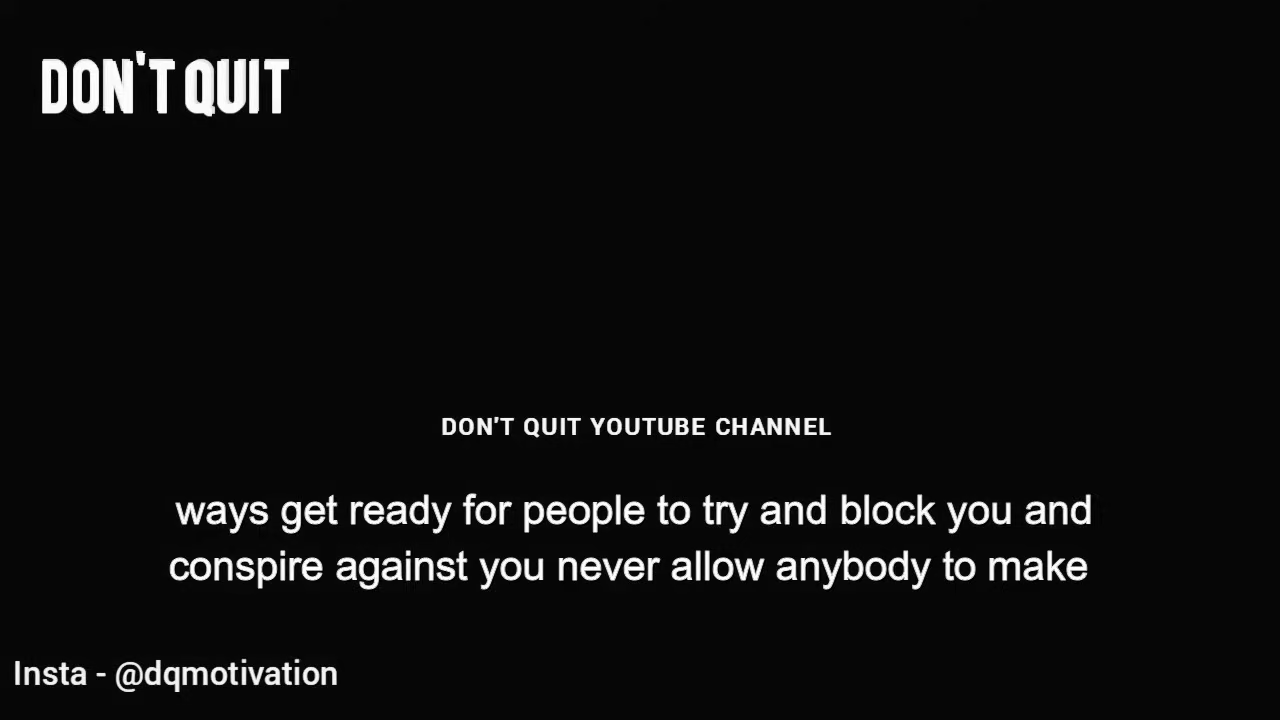 DON'T QUIT
DON'T QUIT YOUTUBE CHANNEL
ways get ready for people to try and block you and
conspire against you never allow anybody to make
Insta - @dqmotivation